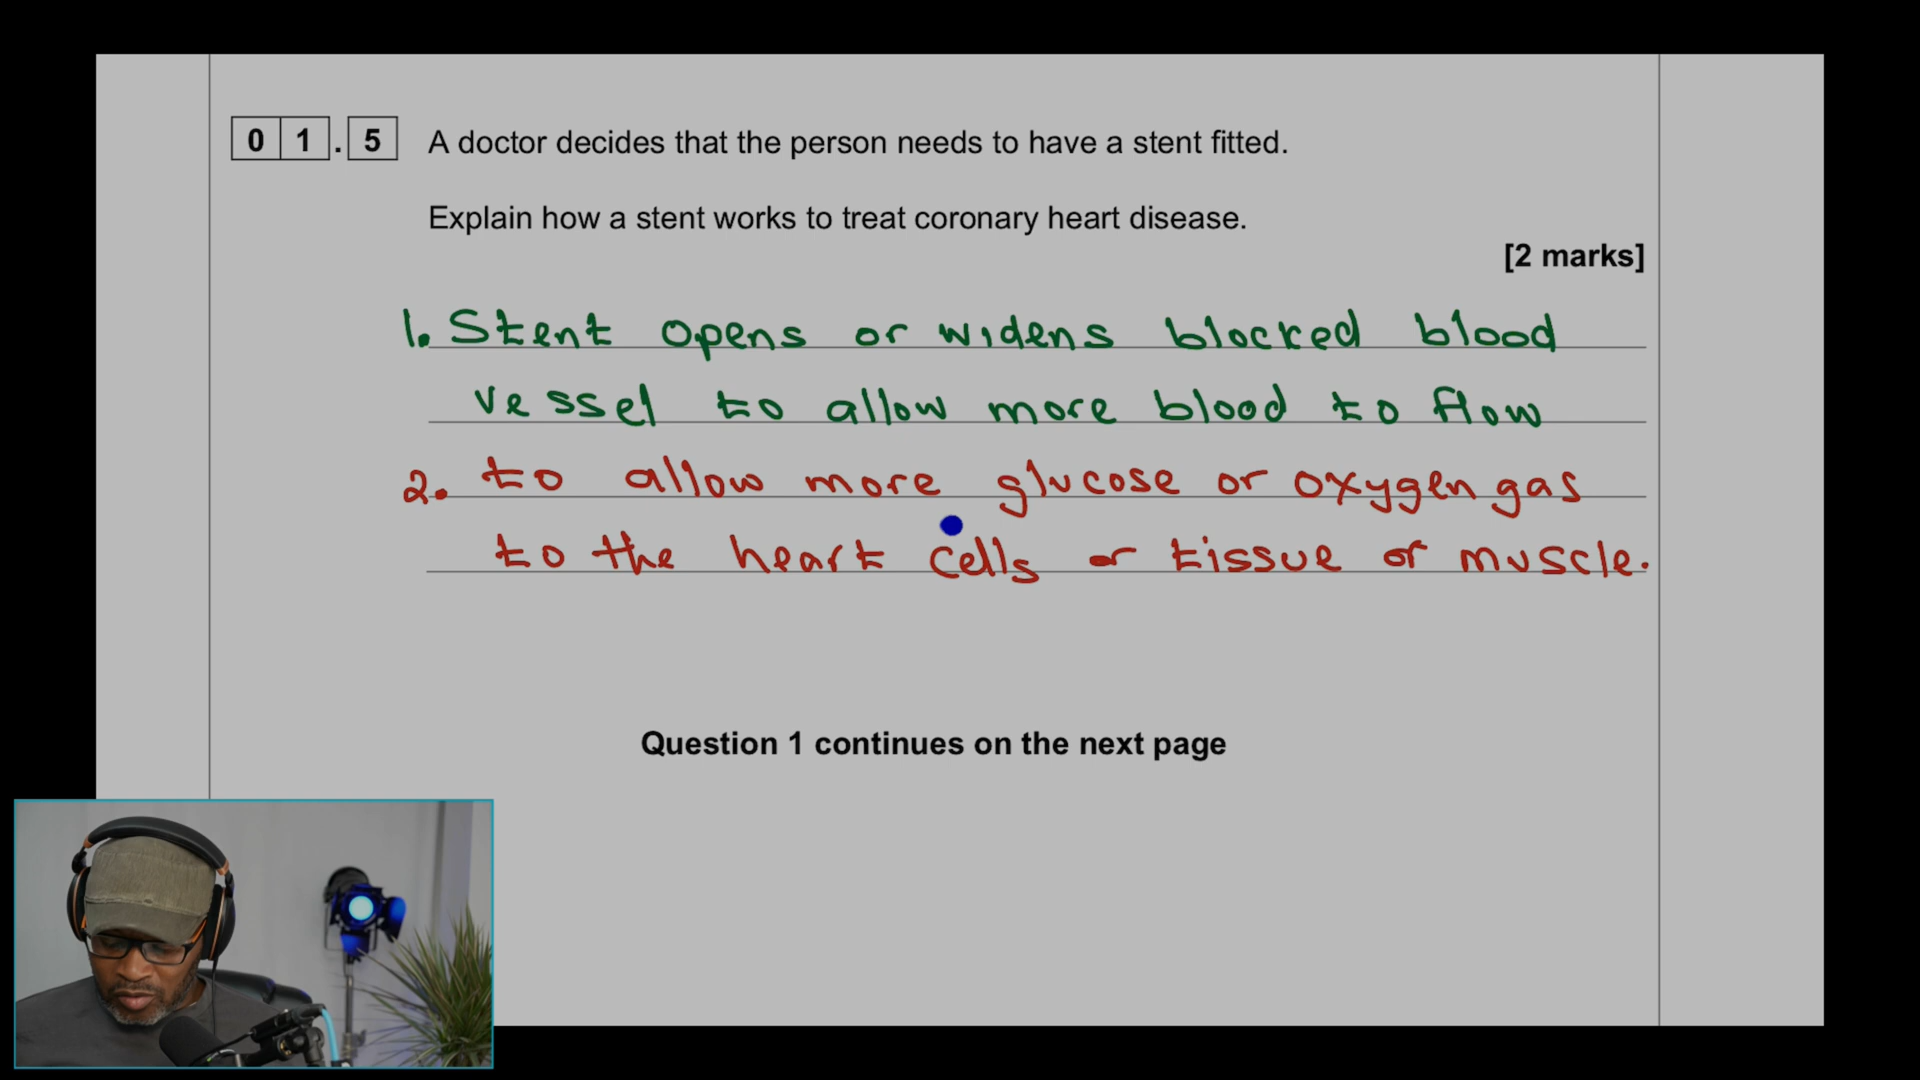 01.5 A doctor decides that the person needs to have a stent fitted.
Explain how a stent works to treat coronary heart disease.
[2 marks]
1. Stent opens or widens blocked blood
vessel to allow more blood to flow
2. to allow more glucose or oxygen gas
to the heart cells or tissue or muscle.
Question 1 continues on the next page